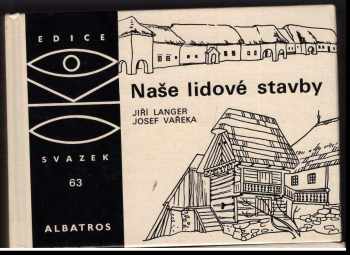 EDICE
SVAZEK
63
ALBATROS
Naše lidové stavby
JIŘÍ LANGER
JOSEF VAŘEKA